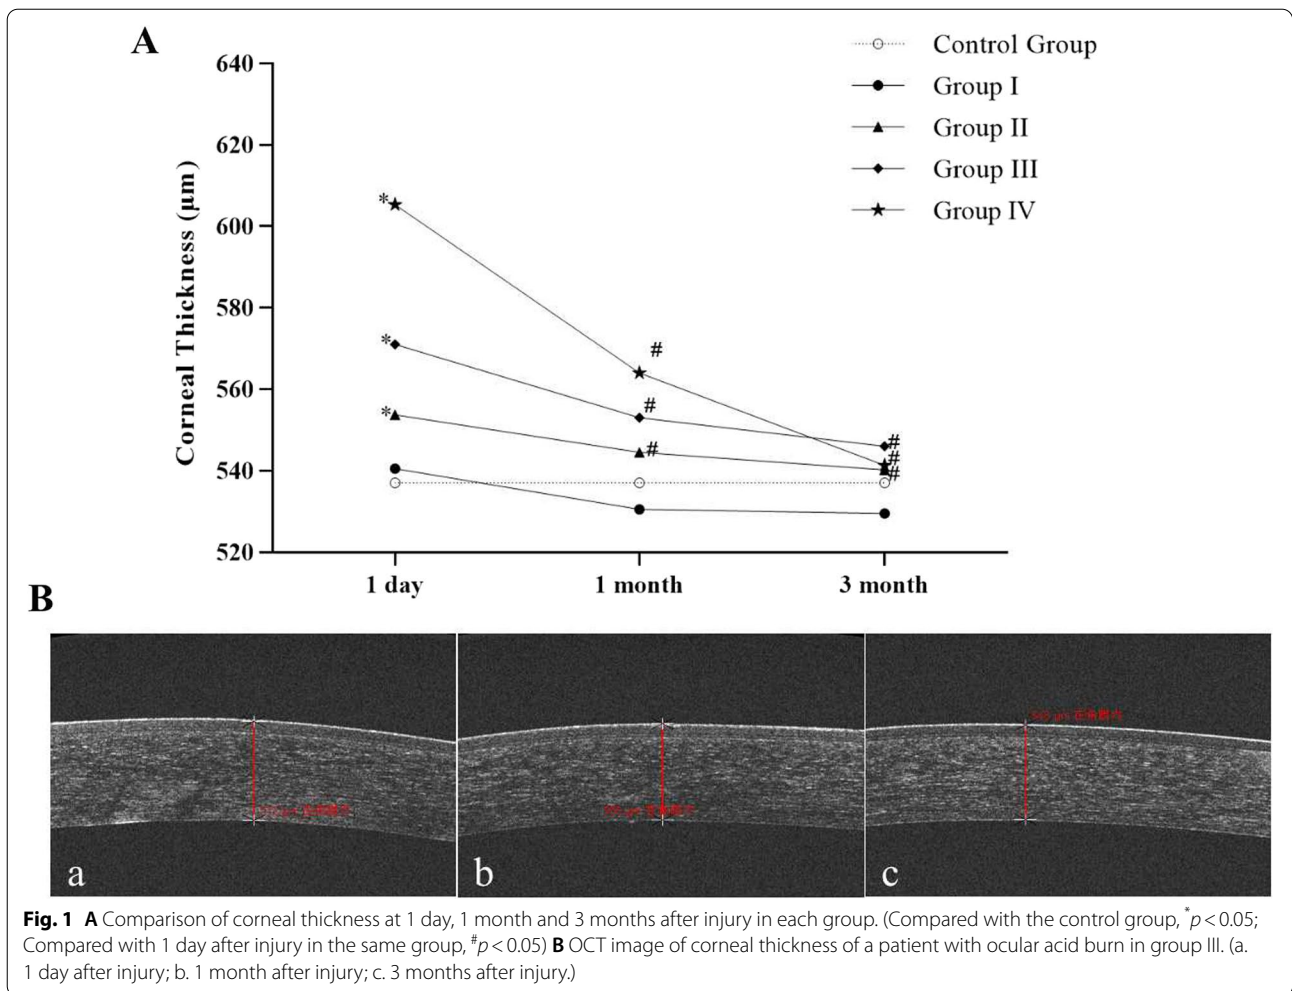 A
Control Group
Group I
Group II
Group III
Group IV
640
620
600
580
560
540
520
Corneal Thickness (μm)
*
*
*
#
#
#
#
#
#
1 day
1 month
3 month
B
a
b
c
Fig. 1 A Comparison of corneal thickness at 1 day, 1 month and 3 months after injury in each group. (Compared with the control group, *p < 0.05;
Compared with 1 day after injury in the same group, #p < 0.05) B OCT image of corneal thickness of a patient with ocular acid burn in group III. (a.
1 day after injury; b. 1 month after injury; c. 3 months after injury.)